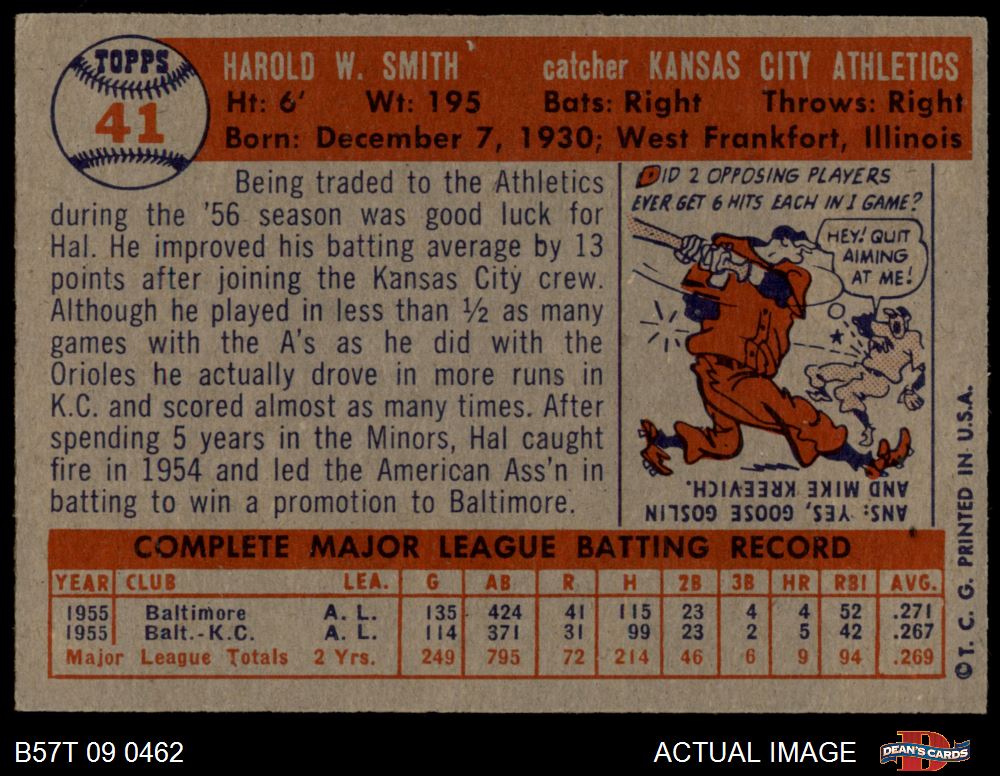 TOPPS
41
HAROLD W. SMITH catcher KANSAS CITY ATHLETICS
Ht: 6' Wt: 195 Bats: Right Throws: Right
Born: December 7, 1930; West Frankfort, Illinois
Being traded to the Athletics
during the '56 season was good luck for
Hal. He improved his batting average by 13
points after joining the Kansas City crew.
Although he played in less than ½ as many
games with the A's as he did with the
Orioles he actually drove in more runs in
K.C. and scored almost as many times. After
spending 5 years in the Minors, Hal caught
fire in 1954 and led the American Ass'n in
batting to win a promotion to Baltimore.
DID 2 OPPOSING PLAYERS
EVER GET 6 HITS EACH IN 1 GAME?
HEY! QUIT
AIMING
AT ME!
ANS: YES, GOOSE GOSLIN
AND MIKE KREEVICH.
COMPLETE MAJOR LEAGUE BATTING RECORD
YEAR CLUB LEA. G AB R H 2B 3B HR RBI AVG.
1955 Baltimore A. L. 135 424 41 115 23 4 4 52 .271
1955 Balt.-K.C. A. L. 114 371 31 99 23 2 5 42 .267
Major League Totals 2 Yrs. 249 795 72 214 46 6 9 94 .269
© T. C. G. PRINTED IN U.S.A.
B57T 09 0462 ACTUAL IMAGE
DEAN'S CARDS